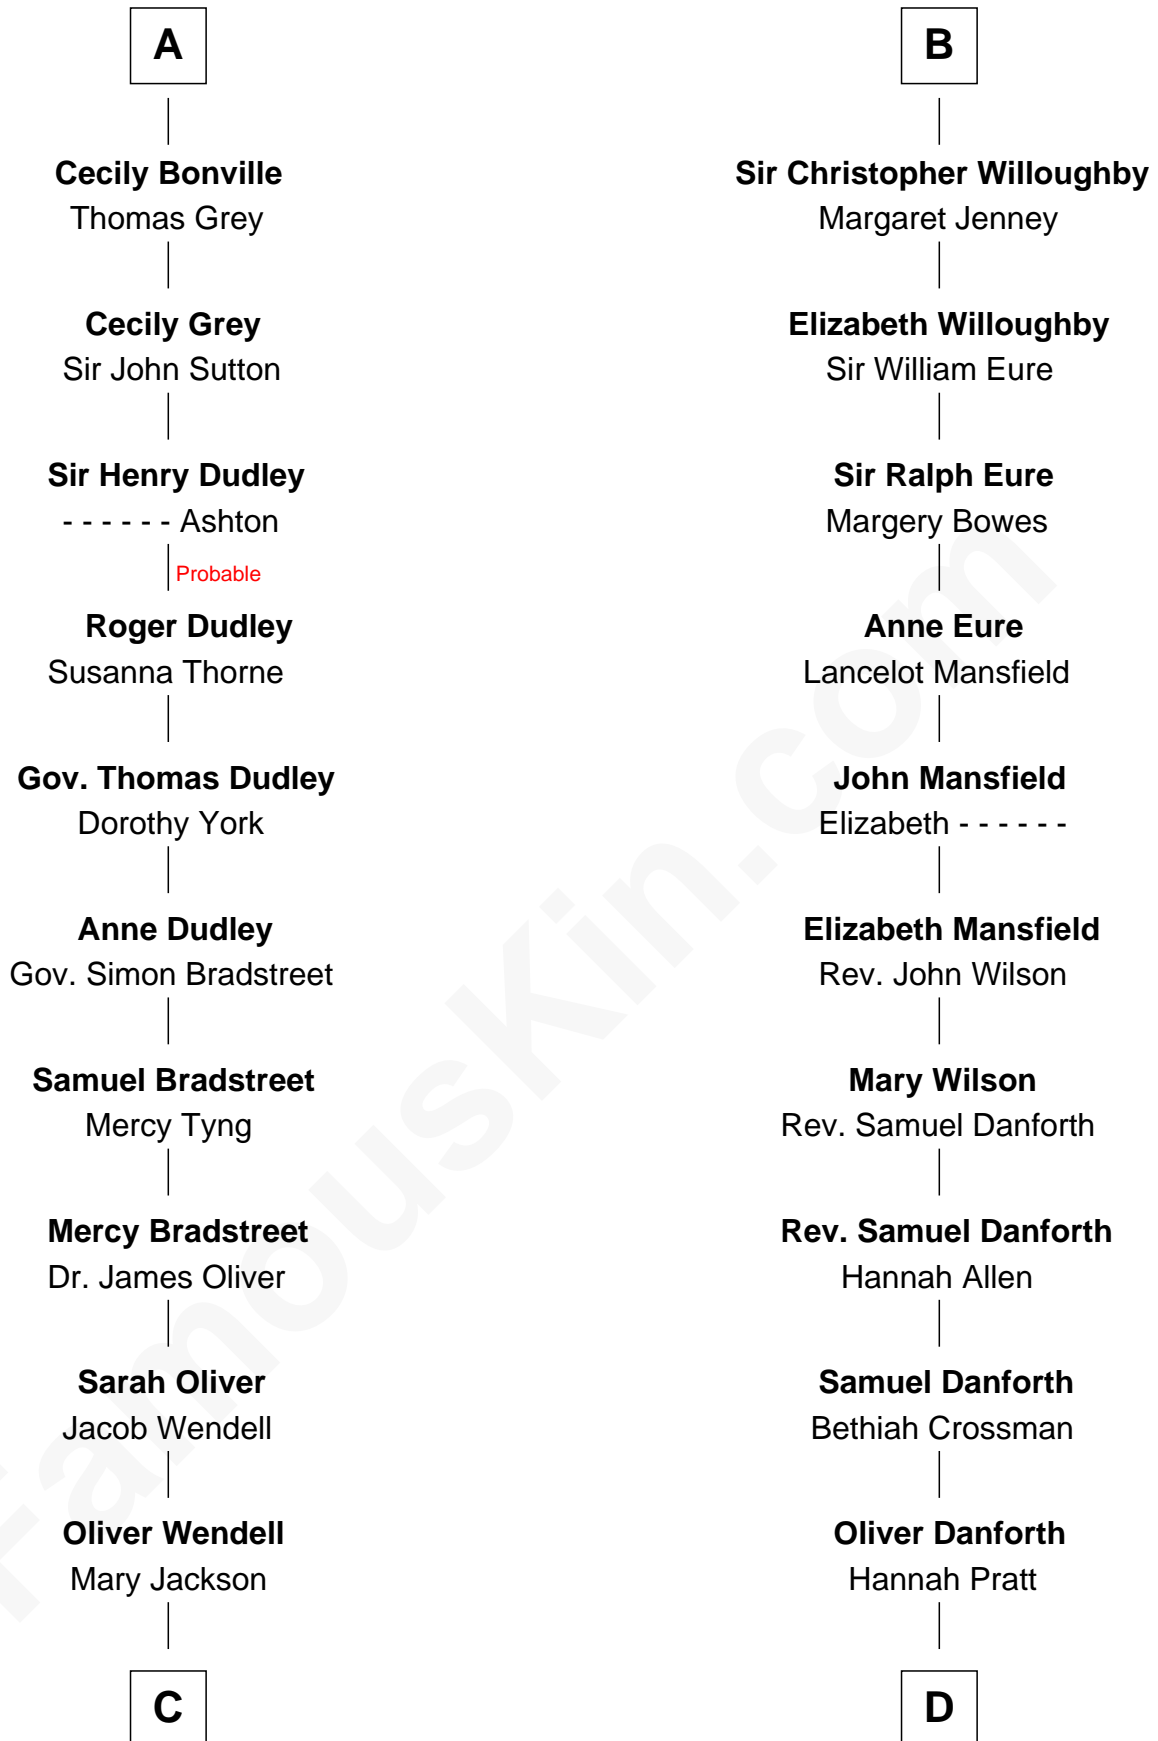 A
Cecily Bonville
Thomas Grey
Cecily Grey
Sir John Sutton
Sir Henry Dudley
- - - - - - Ashton
Probable
Roger Dudley
Susanna Thorne
Gov. Thomas Dudley
Dorothy York
Anne Dudley
Gov. Simon Bradstreet
Samuel Bradstreet
Mercy Tyng
Mercy Bradstreet
Dr. James Oliver
Sarah Oliver
Jacob Wendell
Oliver Wendell
Mary Jackson
C
B
Sir Christopher Willoughby
Margaret Jenney
Elizabeth Willoughby
Sir William Eure
Sir Ralph Eure
Margery Bowes
Anne Eure
Lancelot Mansfield
John Mansfield
Elizabeth - - - - - -
Elizabeth Mansfield
Rev. John Wilson
Mary Wilson
Rev. Samuel Danforth
Rev. Samuel Danforth
Hannah Allen
Samuel Danforth
Bethiah Crossman
Oliver Danforth
Hannah Pratt
D
FamousKin.com